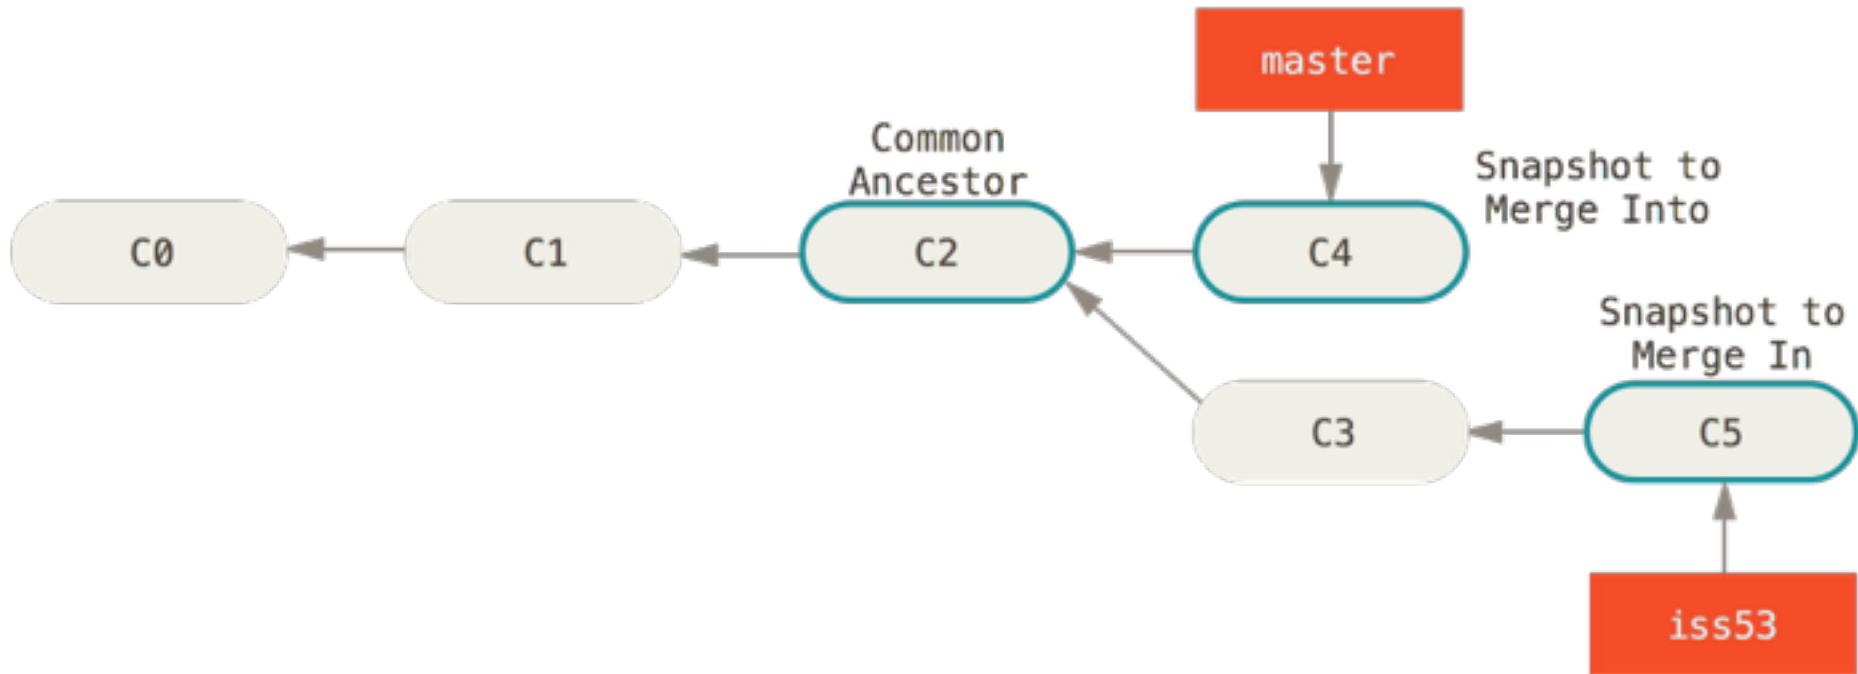 master
Common
Ancestor
Snapshot to
Merge Into
C0
C1
C2
C4
Snapshot to
Merge In
C3
C5
iss53